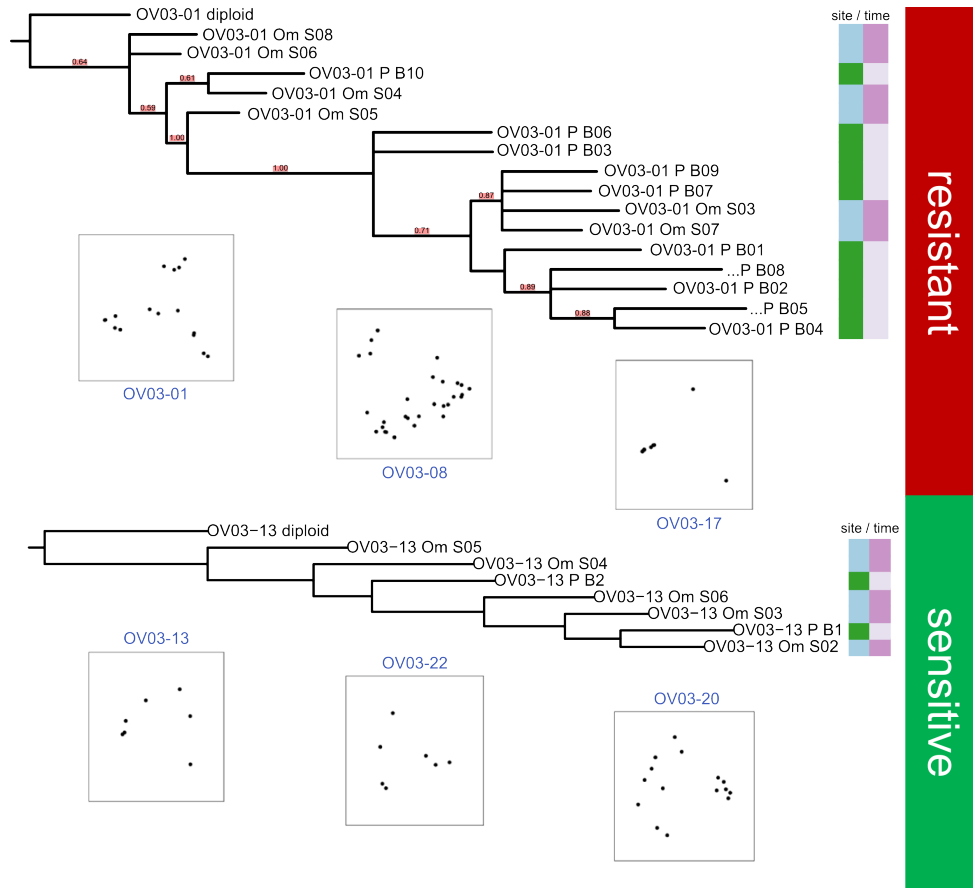 site / time
OV03-01 diploid
OV03-01 Om S08
OV03-01 Om S06
0.64
OV03-01 P B10
0.61
OV03-01 Om S04
0.59
OV03-01 Om S05
1.00
OV03-01 P B06
OV03-01 P B03
1.00
OV03-01 P B09
OV03-01 P B07
0.87
OV03-01 Om S03
OV03-01 Om S07
0.71
OV03-01 P B01
...P B08
OV03-01 P B02
0.89
...P B05
0.88
OV03-01 P B04
resistant
OV03-01
OV03-08
OV03-17
site / time
OV03−13 diploid
OV03−13 Om S05
OV03−13 Om S04
OV03−13 P B2
OV03−13 Om S06
OV03−13 Om S03
OV03−13 P B1
OV03−13 Om S02
sensitive
OV03-13
OV03-22
OV03-20